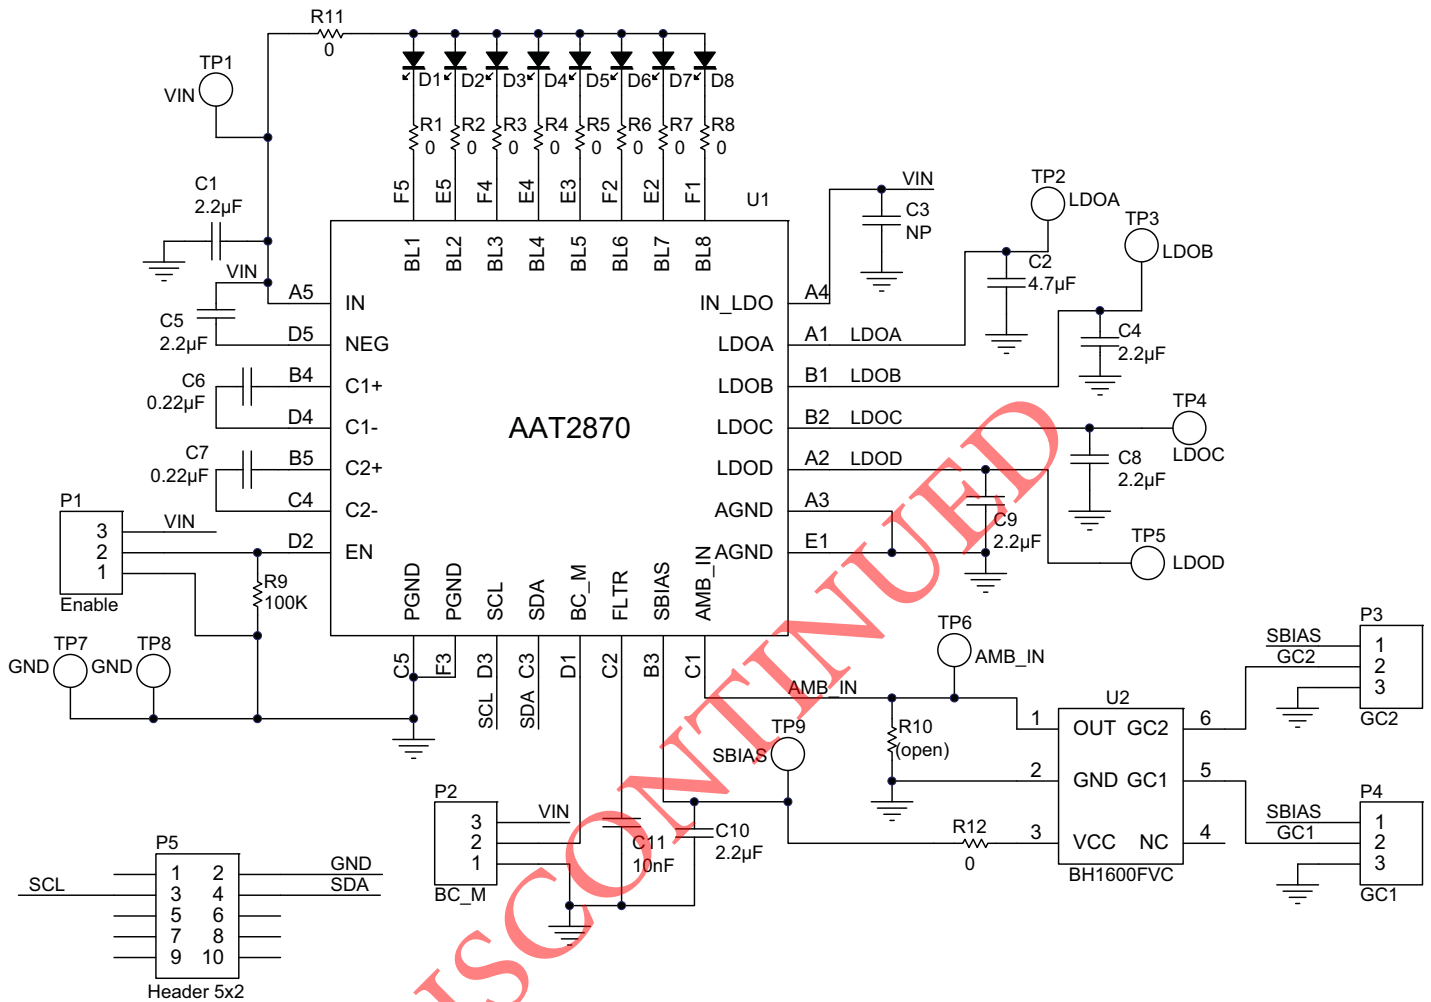 R11
0
TP1
VIN
D1 D2 D3 D4 D5 D6 D7 D8
R1 R2 R3 R4 R5 R6 R7 R8
0 0 0 0 0 0 0 0
F5 E5 F4 E4 E3 F2 E2 F1
U1
BL1 BL2 BL3 BL4 BL5 BL6 BL7 BL8
C1
2.2µF
VIN
C5
2.2µF
C6
0.22µF
C7
0.22µF
A5 IN
D5 NEG
B4 C1+
D4 C1-
B5 C2+
C4 C2-
D2 EN
AAT2870
IN_LDO A4
LDOA A1 LDOA
LDOB B1 LDOB
LDOC B2 LDOC
LDOD A2 LDOD
AGND A3
AGND E1
VIN
C3
NP
TP2
LDOA
C2
4.7µF
TP3
LDOB
C4
2.2µF
TP4
LDOC
C8
2.2µF
C9
2.2µF
TP5
LDOD
P1
3 VIN
2
1
Enable
R9
100K
TP7
GND
TP8
GND
PGND PGND SCL SDA BC_M FLTR SBIAS AMB_IN
C5 F3 D3 C3 D1 C2 B3 C1
SCL SDA
AMB_IN
TP6
AMB_IN
R10
(open)
TP9
SBIAS
P2
3 VIN
2
1
BC_M
C11
10nF
C10
2.2µF
R12
0
U2
1 OUT GC2 6
2 GND GC1 5
3 VCC NC 4
BH1600FVC
P3
SBIAS 1
GC2 2
3
GC2
P4
SBIAS 1
GC1 2
3
GC1
P5
1 2 GND
SCL 3 4 SDA
5 6
7 8
9 10
Header 5x2
ISCONTINUED